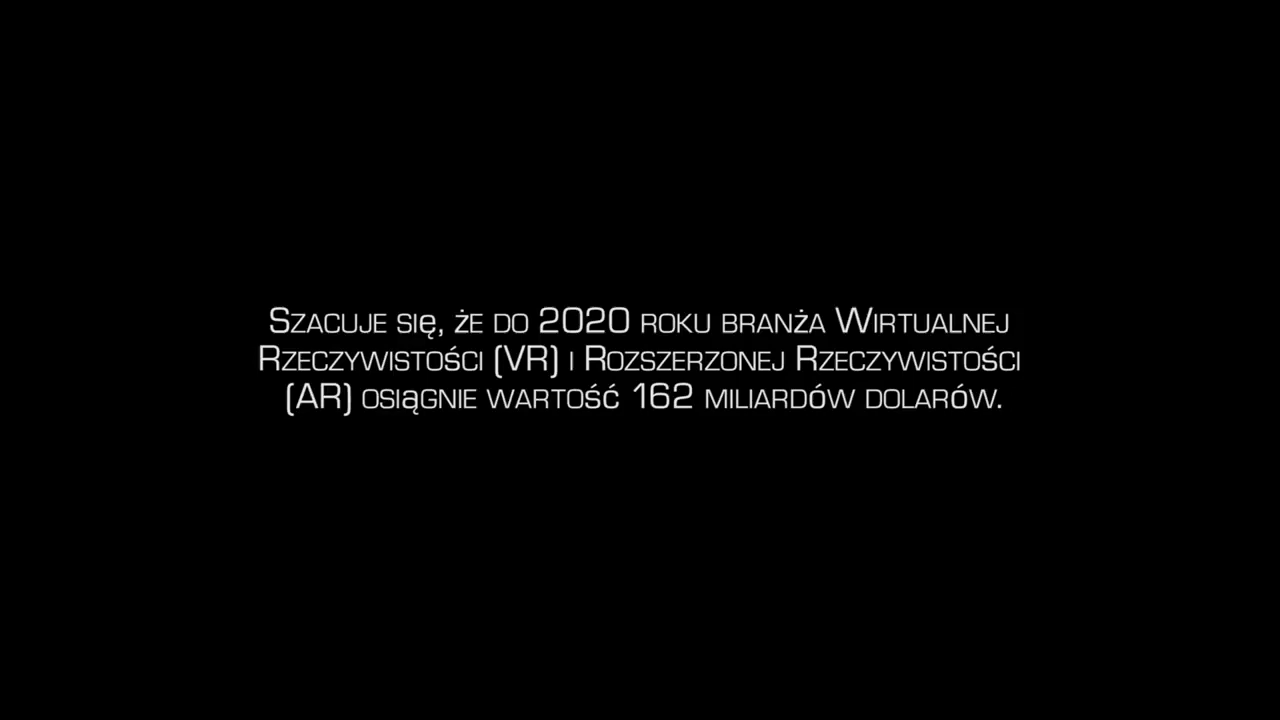 Szacuje się, że do 2020 roku branża Wirtualnej
Rzeczywistości (VR) i Rozszerzonej Rzeczywistości
(AR) osiągnie wartość 162 miliardów dolarów.